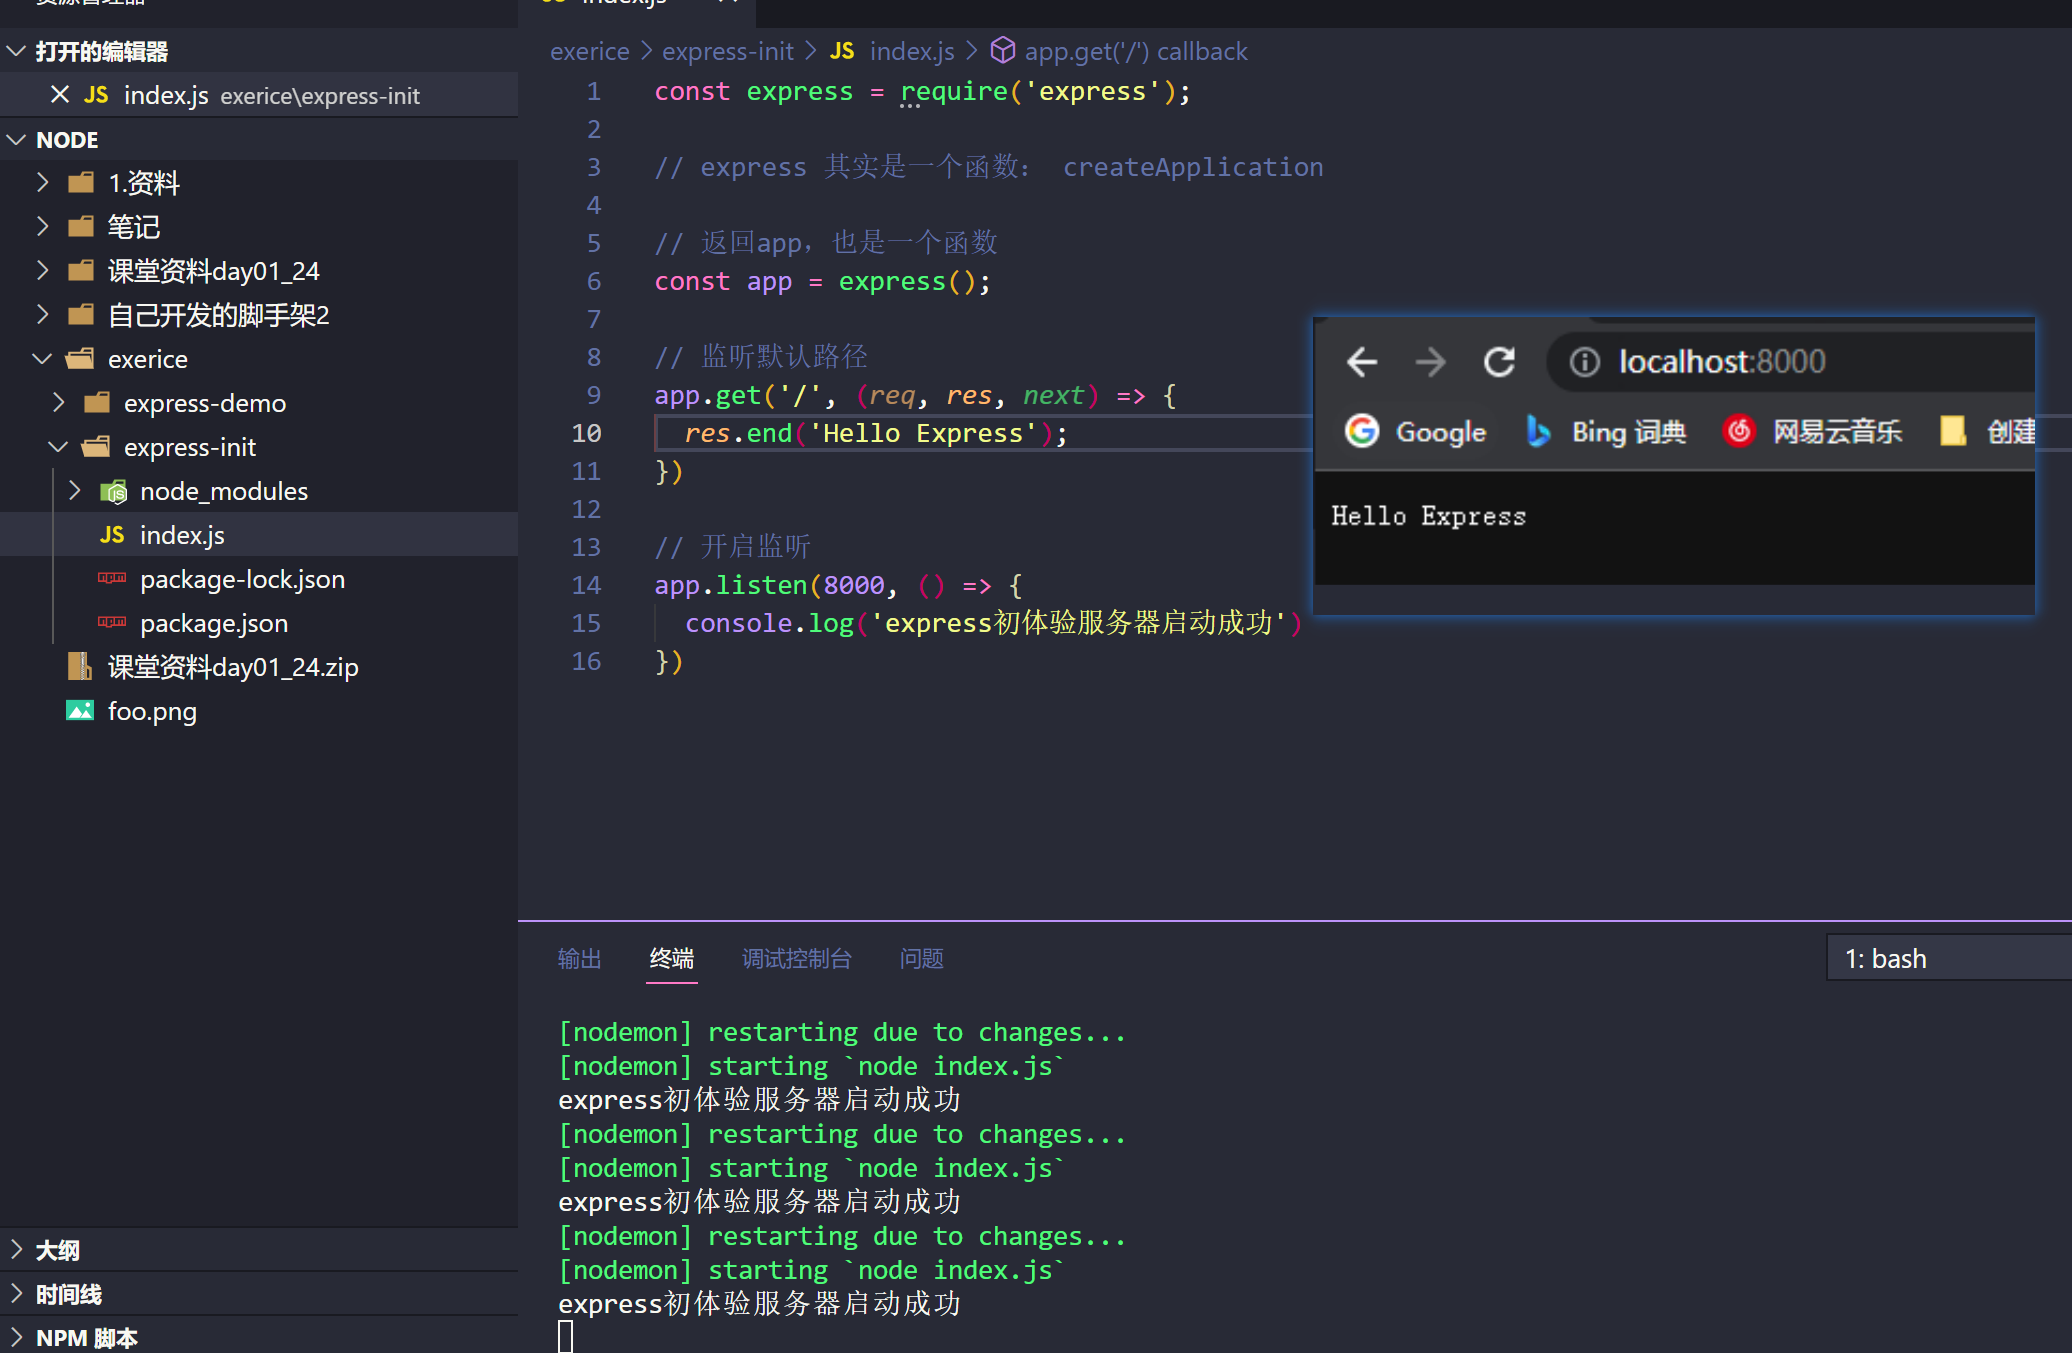 资源管理器
index.js
打开的编辑器
JS index.js exerice\express-init
NODE
1.资料
笔记
课堂资料day01_24
自己开发的脚手架2
exerice
express-demo
express-init
node_modules
JS index.js
package-lock.json
package.json
课堂资料day01_24.zip
foo.png
大纲
时间线
NPM 脚本
exerice > express-init > JS index.js > app.get('/') callback
1 const express = require('express');
2
3 // express 其实是一个函数： createApplication
4
5 // 返回app，也是一个函数
6 const app = express();
7
8 // 监听默认路径
9 app.get('/', (req, res, next) => {
10 res.end('Hello Express');
11 })
12
13 // 开启监听
14 app.listen(8000, () => {
15 console.log('express初体验服务器启动成功')
16 })
localhost:8000
Google Bing 词典 网易云音乐 创建
Hello Express
输出 终端 调试控制台 问题
1: bash
[nodemon] restarting due to changes...
[nodemon] starting `node index.js`
express初体验服务器启动成功
[nodemon] restarting due to changes...
[nodemon] starting `node index.js`
express初体验服务器启动成功
[nodemon] restarting due to changes...
[nodemon] starting `node index.js`
express初体验服务器启动成功